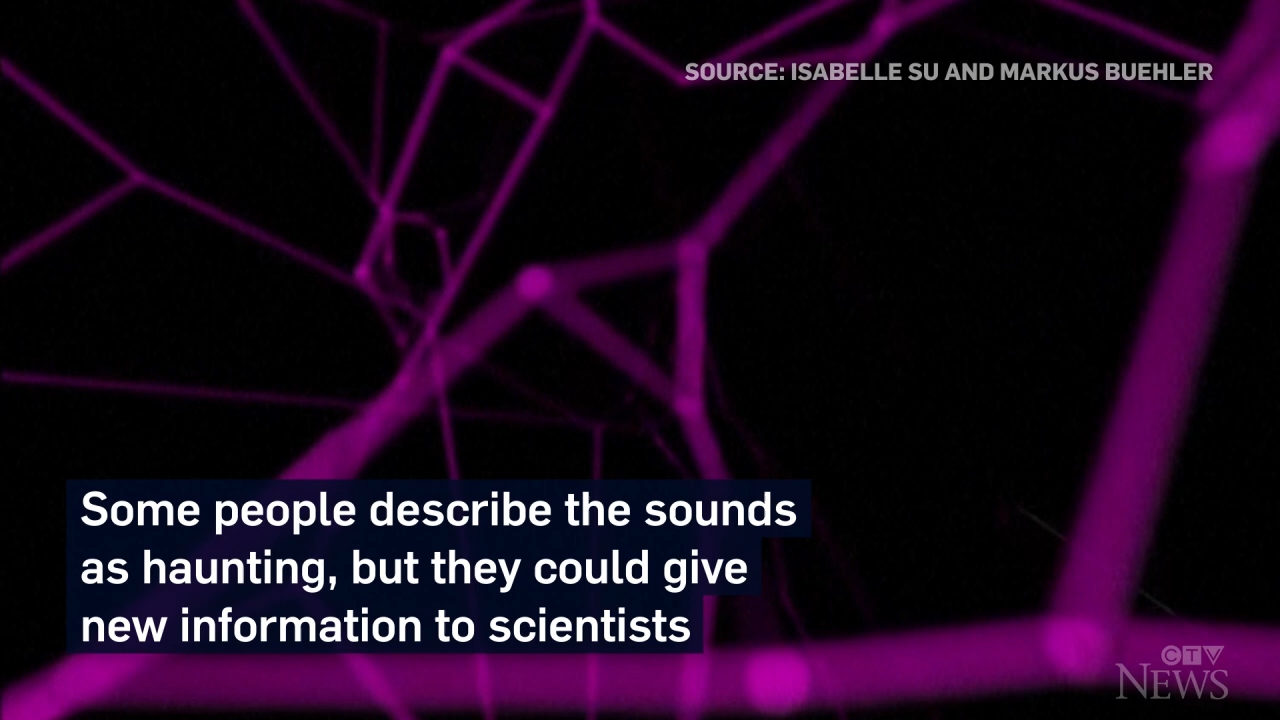 SOURCE: ISABELLE SU AND MARKUS BUEHLER
Some people describe the sounds
as haunting, but they could give
new information to scientists
CTV
NEWS